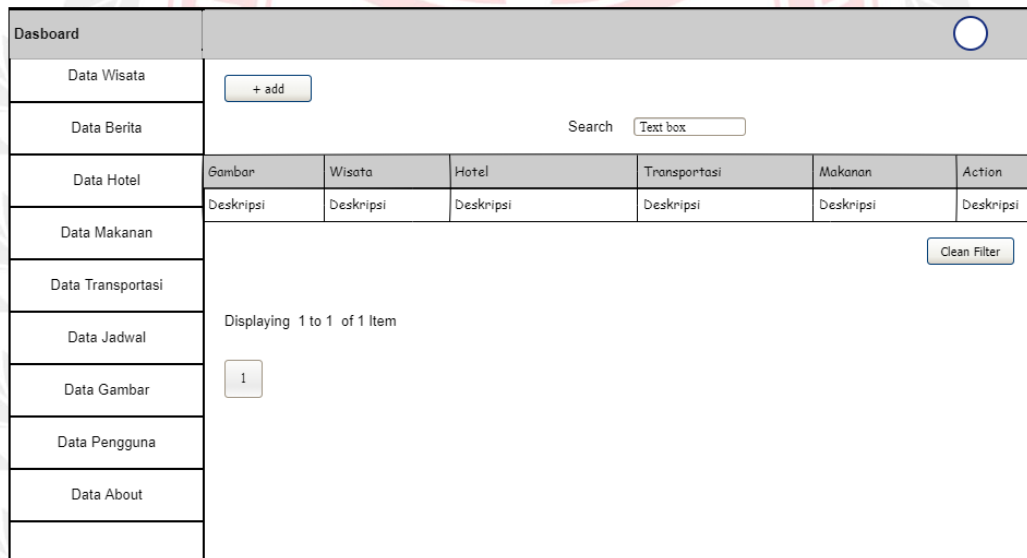 Dasboard
Data Wisata
Data Berita
Data Hotel
Data Makanan
Data Transportasi
Data Jadwal
Data Gambar
Data Pengguna
Data About
+ add
Search Text box
Gambar Wisata Hotel Transportasi Makanan Action
Deskripsi Deskripsi Deskripsi Deskripsi Deskripsi Deskripsi
Clean Filter
Displaying 1 to 1 of 1 Item
1